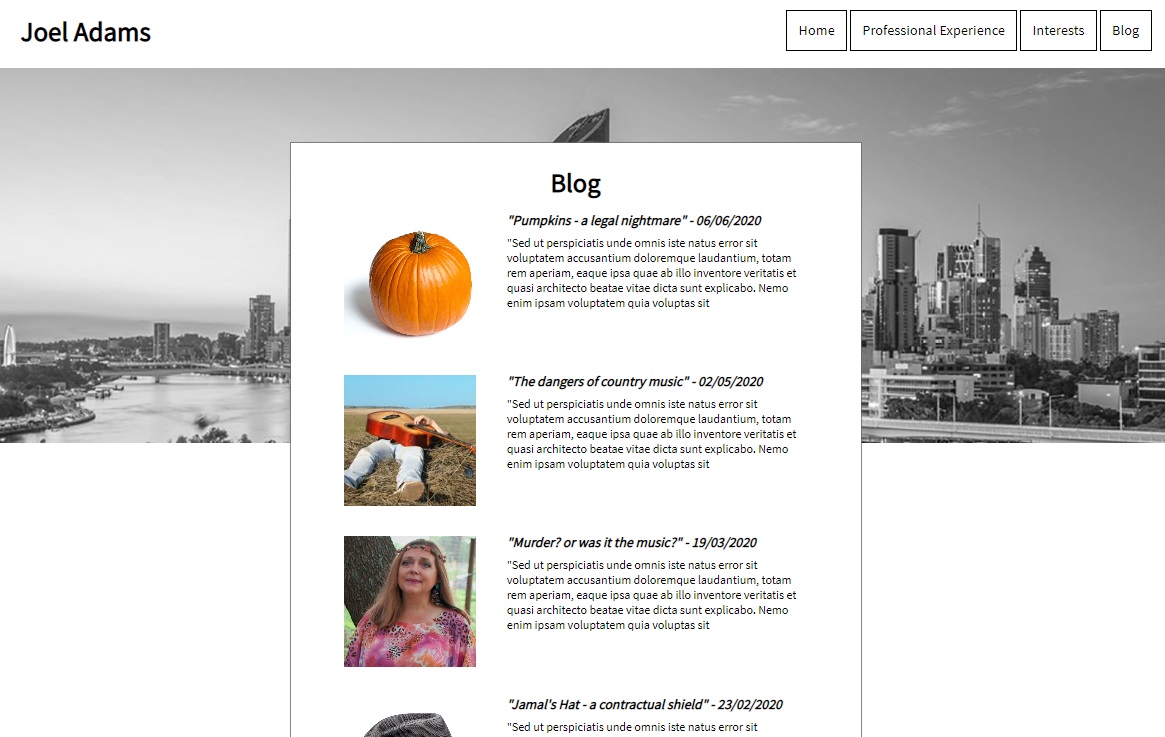 Joel Adams
Home
Professional Experience
Interests
Blog
Blog
"Pumpkins - a legal nightmare" - 06/06/2020
"Sed ut perspiciatis unde omnis iste natus error sit
voluptatem accusantium doloremque laudantium, totam
rem aperiam, eaque ipsa quae ab illo inventore veritatis et
quasi architecto beatae vitae dicta sunt explicabo. Nemo
enim ipsam voluptatem quia voluptas sit
"The dangers of country music" - 02/05/2020
"Sed ut perspiciatis unde omnis iste natus error sit
voluptatem accusantium doloremque laudantium, totam
rem aperiam, eaque ipsa quae ab illo inventore veritatis et
quasi architecto beatae vitae dicta sunt explicabo. Nemo
enim ipsam voluptatem quia voluptas sit
"Murder? or was it the music?" - 19/03/2020
"Sed ut perspiciatis unde omnis iste natus error sit
voluptatem accusantium doloremque laudantium, totam
rem aperiam, eaque ipsa quae ab illo inventore veritatis et
quasi architecto beatae vitae dicta sunt explicabo. Nemo
enim ipsam voluptatem quia voluptas sit
"Jamal's Hat - a contractual shield" - 23/02/2020
"Sed ut perspiciatis unde omnis iste natus error sit